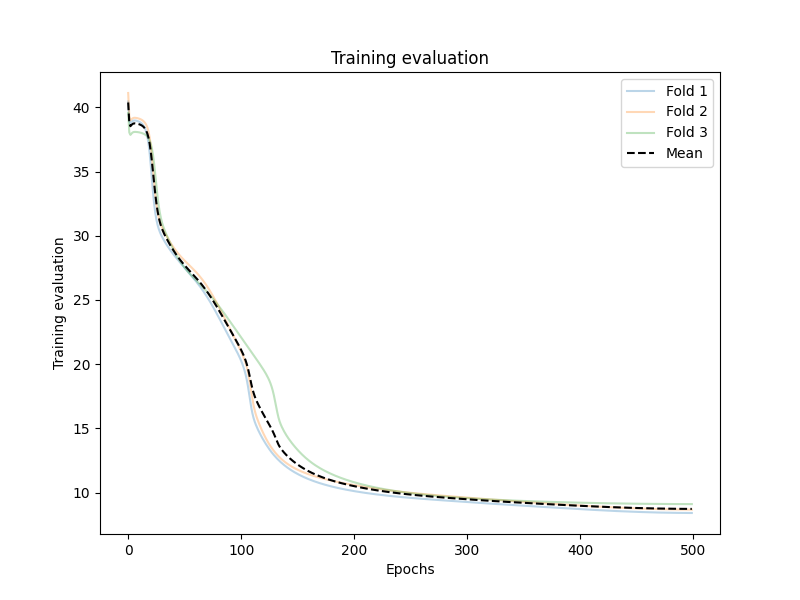 Training evaluation
Fold 1
Fold 2
Fold 3
Mean
Training evaluation
40
35
30
25
20
15
10
0 100 200 300 400 500
Epochs